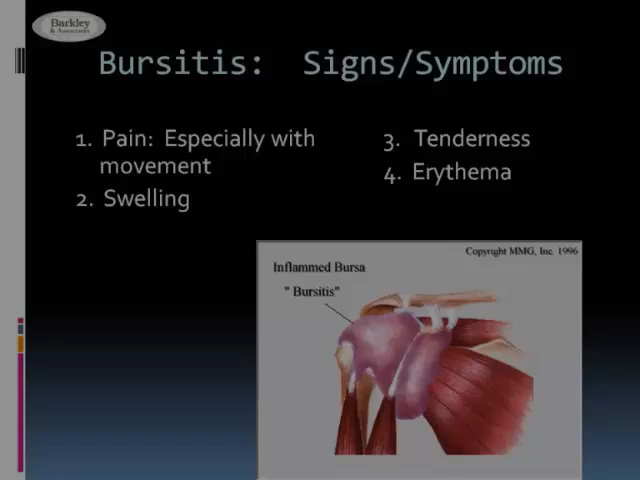 Barkley
& Associates
Bursitis: Signs/Symptoms
1. Pain: Especially with
movement
2. Swelling
3. Tenderness
4. Erythema
Copyright MMG, Inc. 1996
Inflammed Bursa
" Bursitis"